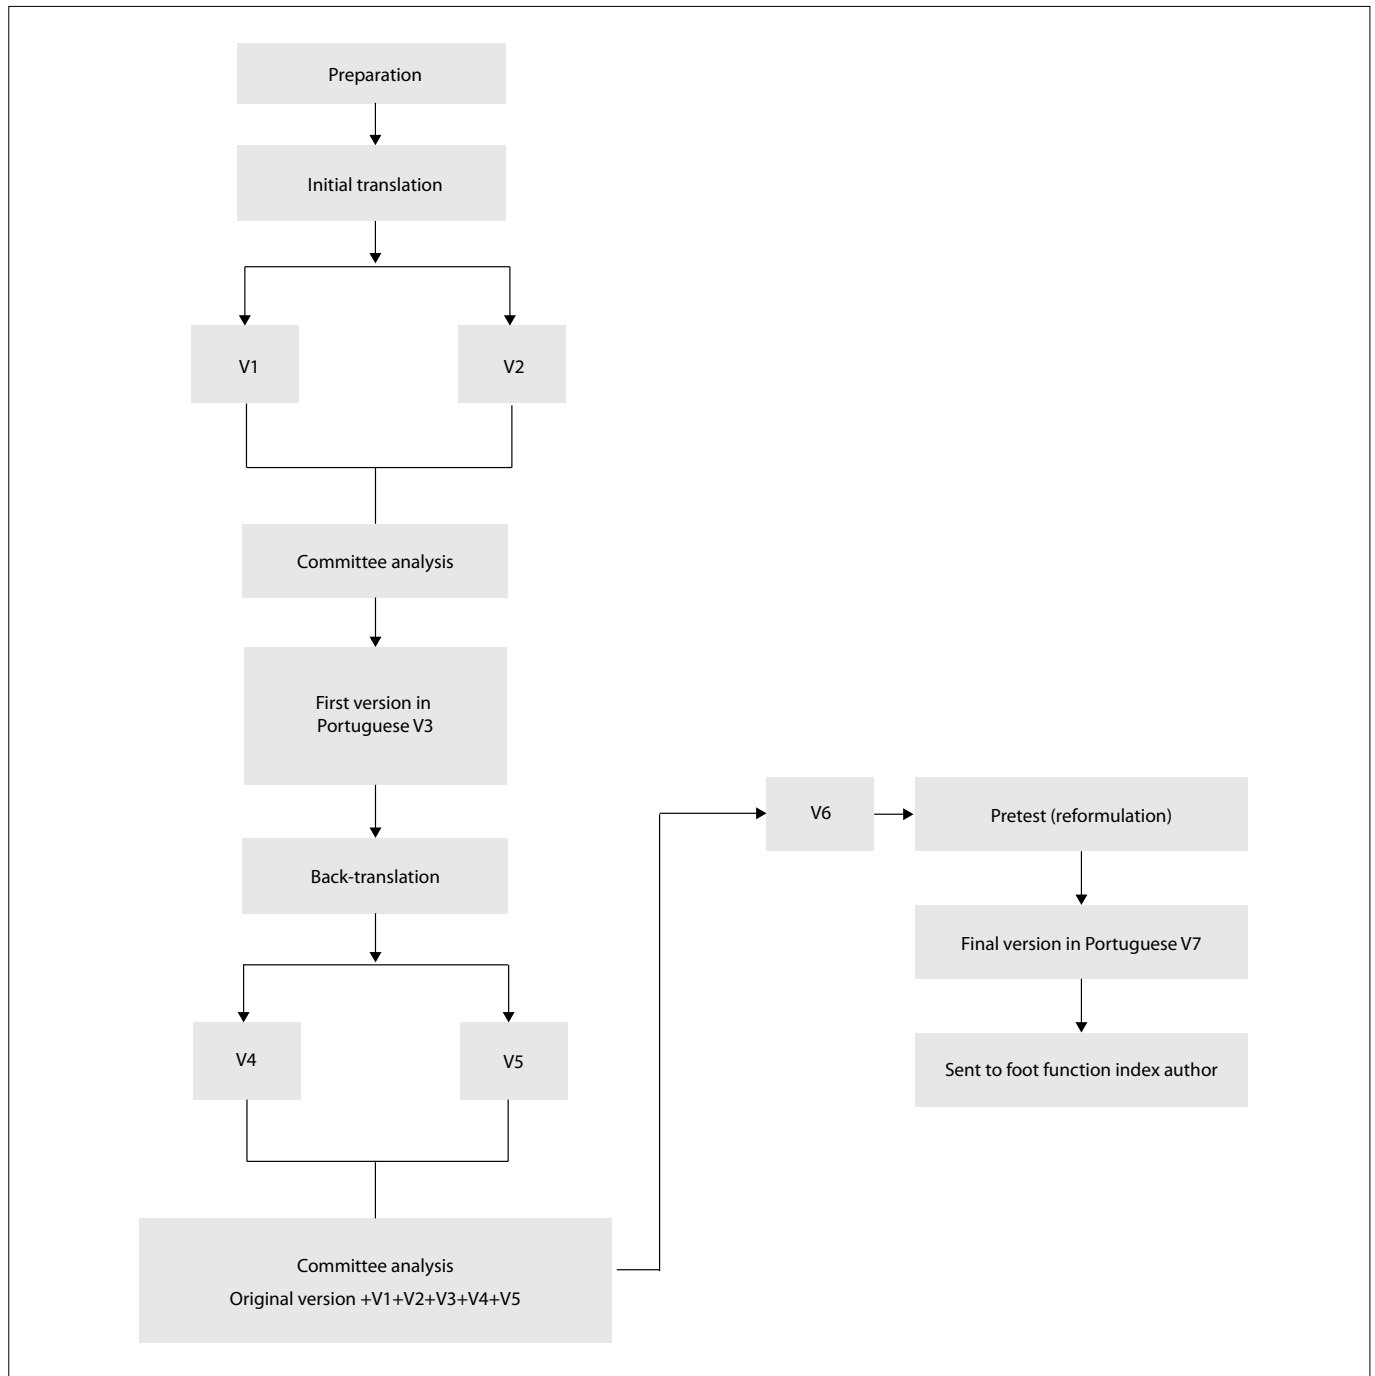 Preparation
Initial translation
V1
V2
Committee analysis
First version in
Portuguese V3
Back-translation
V4
V5
Committee analysis
Original version +V1+V2+V3+V4+V5
V6
Pretest (reformulation)
Final version in Portuguese V7
Sent to foot function index author